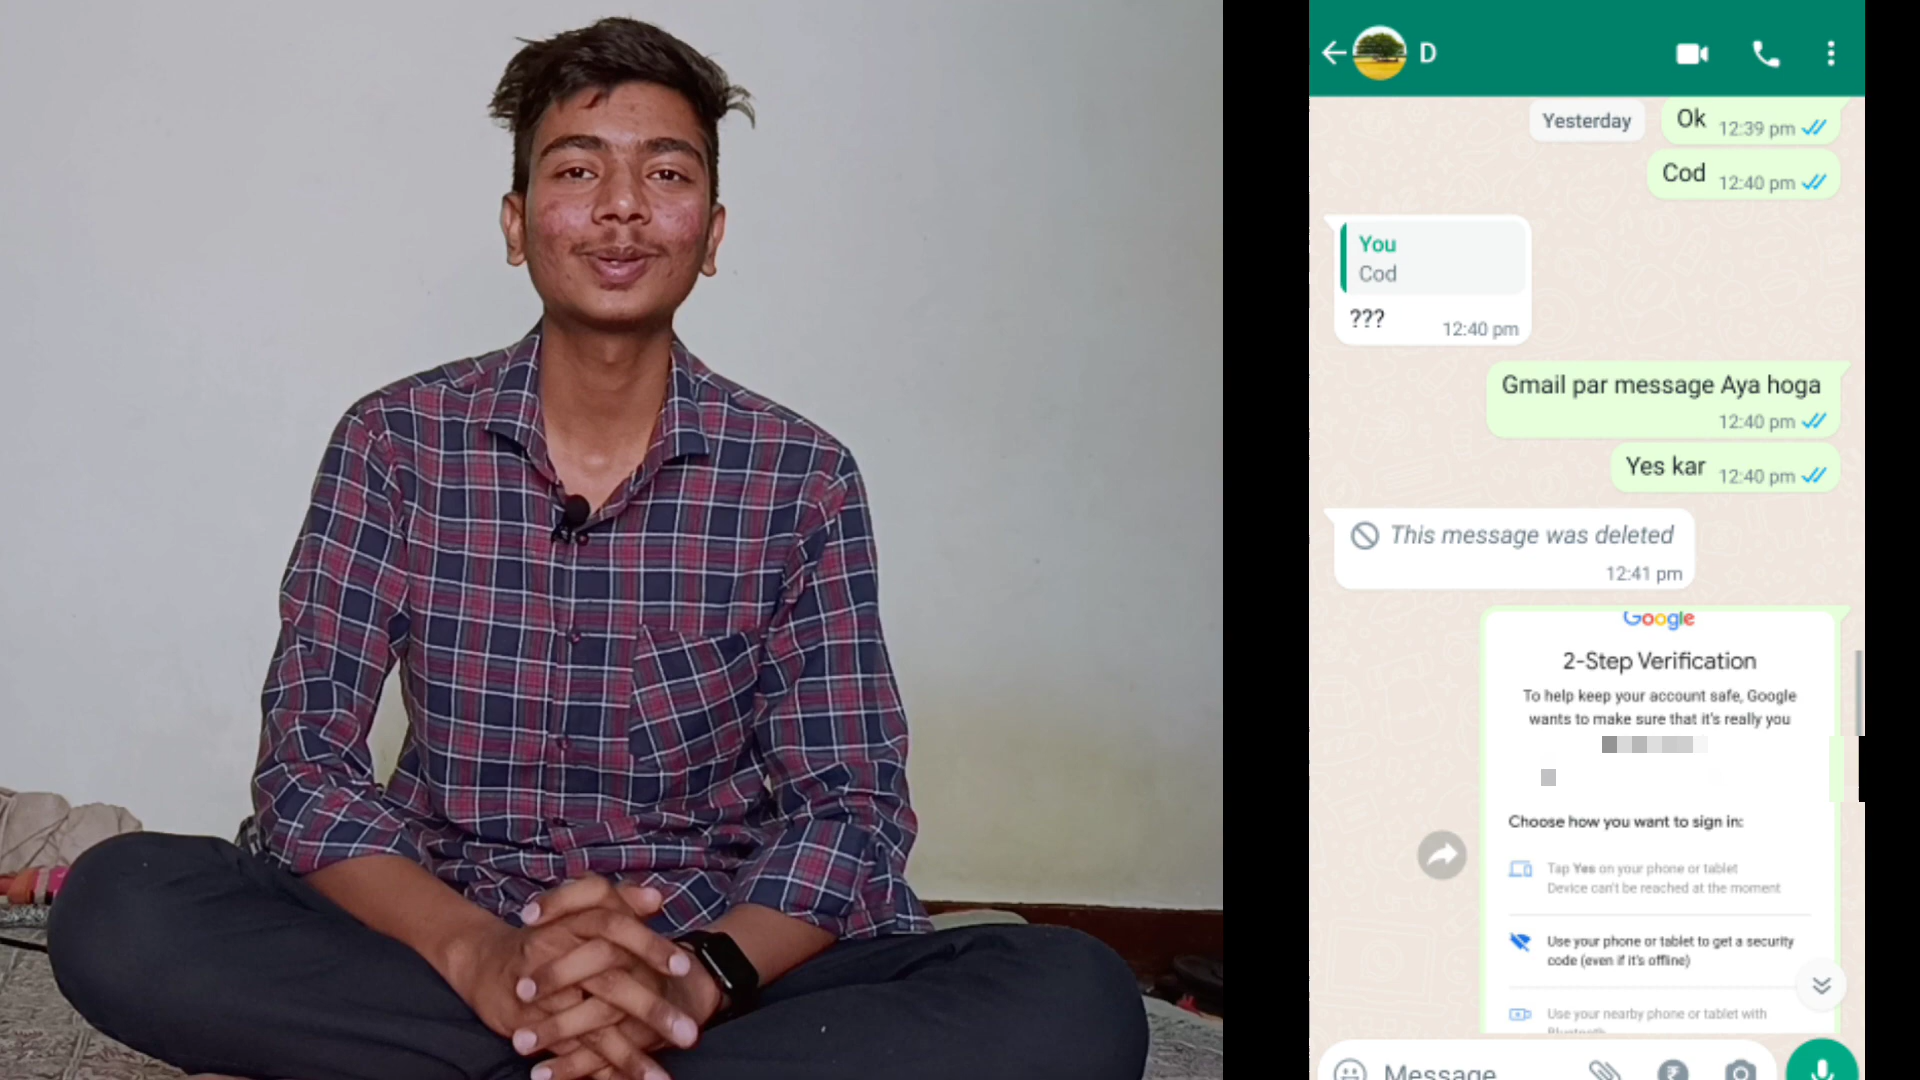 D
Yesterday
Ok 12:39 pm
Cod 12:40 pm
You
Cod
??? 12:40 pm
Gmail par message Aya hoga
12:40 pm
Yes kar 12:40 pm
This message was deleted
12:41 pm
Google
2-Step Verification
To help keep your account safe, Google
wants to make sure that it's really you
Choose how you want to sign in:
Tap Yes on your phone or tablet
Device can't be reached at the moment
Use your phone or tablet to get a security
code (even if it's offline)
Use your nearby phone or tablet with
Bluetooth
Message